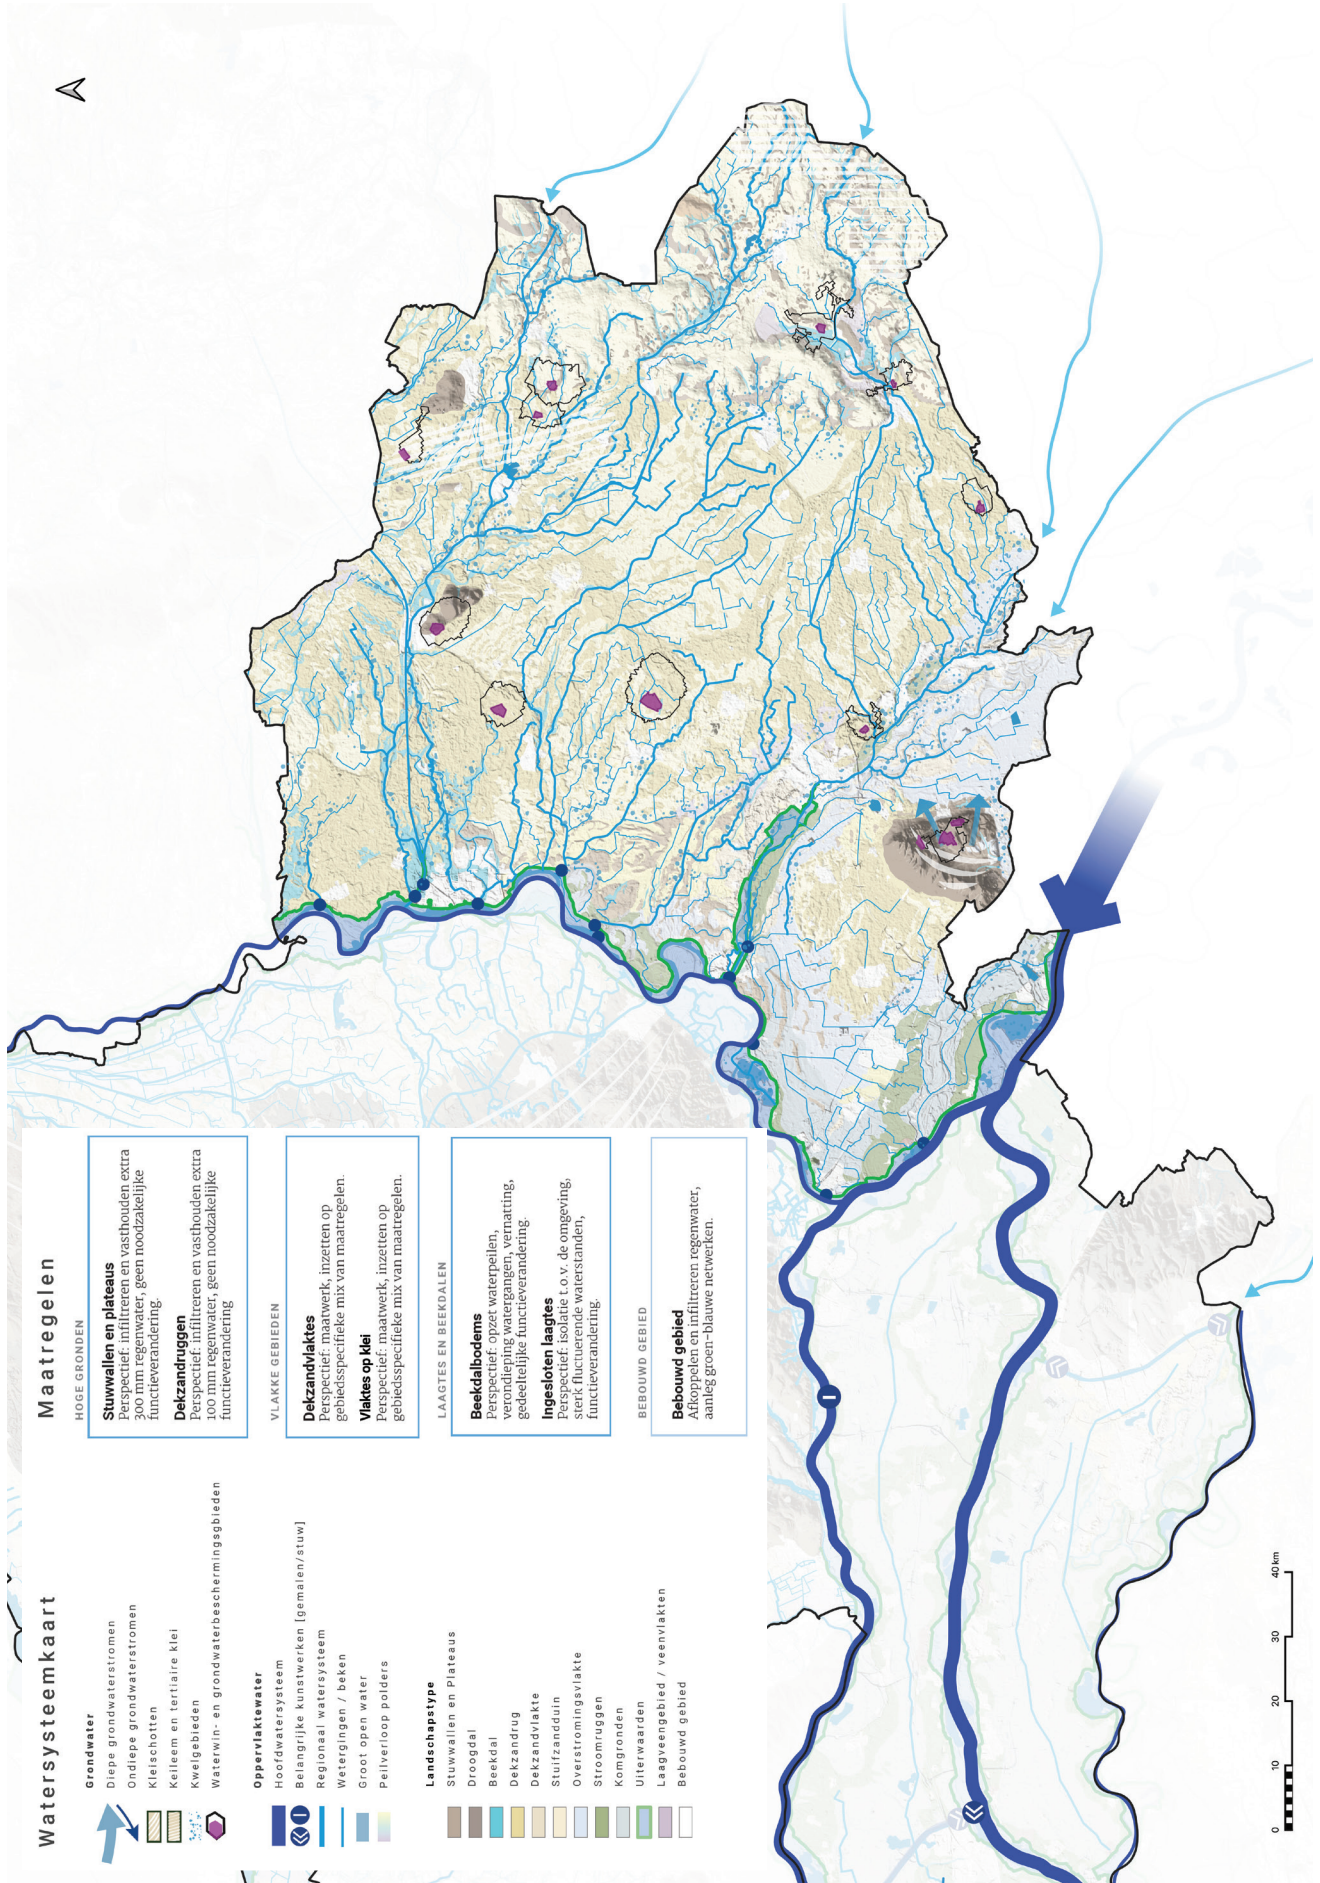 Watersysteemkaart
Grondwater
Diepe grondwaterstromen
Ondiepe grondwaterstromen
Kleischotten
Keileem en tertiaire klei
Kwelgebieden
Waterwin- en grondwaterbeschermingsgbieden
Oppervlaktewater
Hoofdwatersysteem
Belangrijke kunstwerken [gemalen/stuw]
Regionaal watersysteem
Weteringen / beken
Groot open water
Peilverloop polders
Landschapstype
Stuwwallen en Plateaus
Droogdal
Beekdal
Dekzandrug
Dekzandvlakte
Stuifzandduin
Overstromingsvlakte
Stroomruggen
Komgronden
Uiterwaarden
Laagveengebied / veenvlakten
Bebouwd gebied
Maatregelen
HOGE GRONDEN
Stuwwallen en plateaus
Perspectief: infiltreren en vasthouden extra
300 mm regenwater, geen noodzakelijke
functieverandering.
Dekzandruggen
Perspectief: infiltreren en vasthouden extra
100 mm regenwater, geen noodzakelijke
functieverandering
VLAKKE GEBIEDEN
Dekzandvlaktes
Perspectief: maatwerk, inzetten op
gebiedsspecifieke mix van maatregelen.
Vlaktes op klei
Perspectief: maatwerk, inzetten op
gebiedsspecifieke mix van maatregelen.
LAAGTES EN BEEKDALEN
Beekdalbodems
Perspectief: opzet waterpeilen,
verondieping watergangen, vernatting,
gedeeltelijke functieverandering.
Ingesloten laagtes
Perspectief: isolatie t.o.v. de omgeving,
sterk fluctuerende waterstanden,
functieverandering.
BEBOUWD GEBIED
Bebouwd gebied
Afkoppelen en infiltreren regenwater,
aanleg groen-blauwe netwerken.
0 10 20 30 40 km